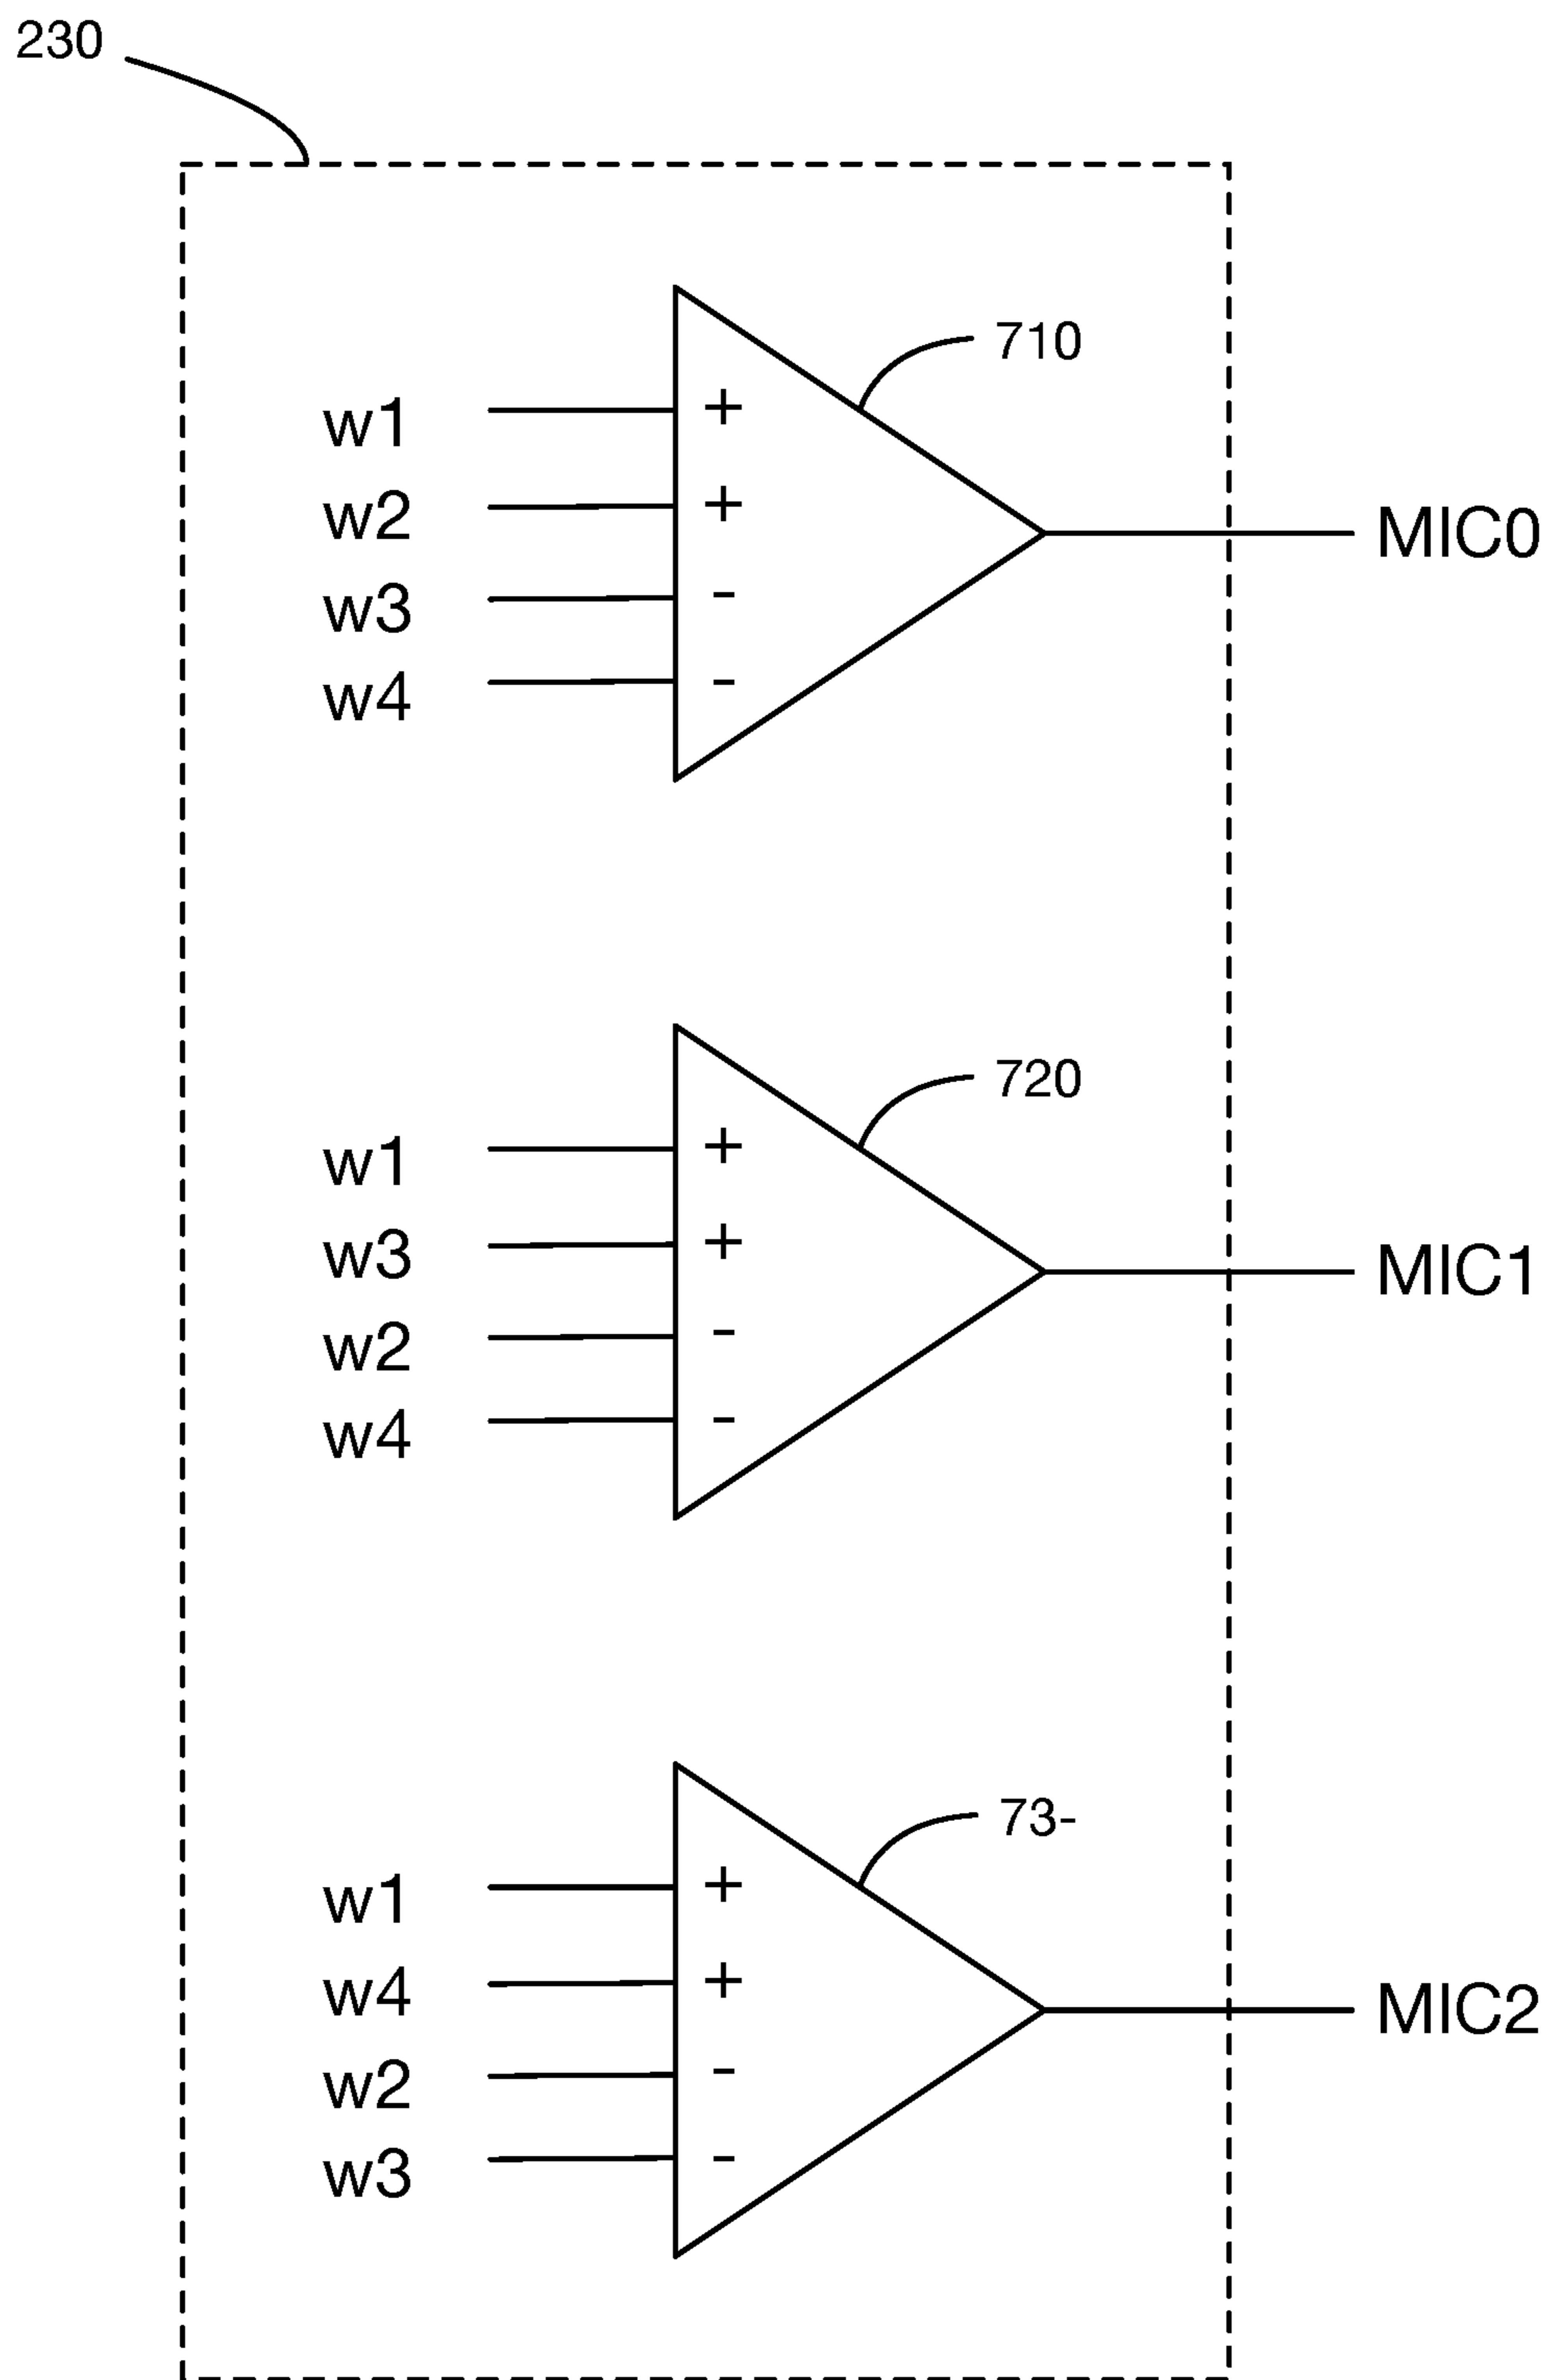 230
710
w1 +
w2 +
MIC0
w3 -
w4 -
720
w1 +
w3 +
MIC1
w2 -
w4 -
73-
w1 +
w4 +
MIC2
w2 -
w3 -